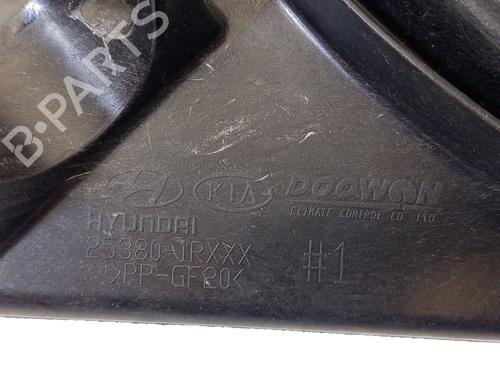 B-PARTS
KIA DOOWON
HYUNDAI CLIMATE CONTROL CO LTD
25380-1RXXX
>PP-GF20<
#1